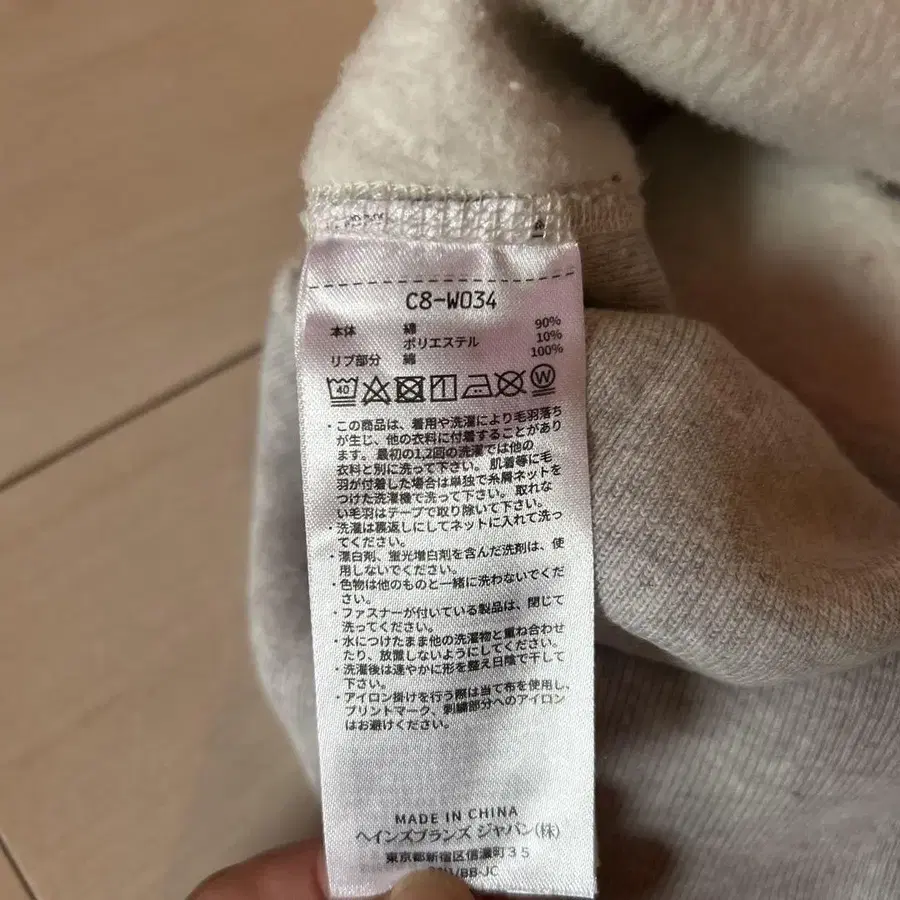 C8-W034
本体 綿 90%
ポリエステル 10%
リブ部分 綿 100%
40 W
・この商品は、着用や洗濯により毛羽落ち
が生じ、他の衣料に付着することがあり
ます。最初の1,2回の洗濯では他の
衣料と別に洗って下さい。肌着等に毛
羽が付着した場合は単独で糸屑ネットを
つけた洗濯機で洗って下さい。取れな
い毛羽はテープで取り除いて下さい。
・洗濯は裏返しにしてネットに入れて洗っ
てください。
・漂白剤、蛍光増白剤を含んだ洗剤は、使
用しないでください。
・色物は他のものと一緒に洗わないでくだ
さい。
・ファスナーが付いている製品は、閉じて
洗ってください。
・水につけたまま他の洗濯物と重ね合わせ
たり、放置しないようにしてください。
・洗濯後は速やかに形を整え日陰で干して
下さい。
・アイロン掛けを行う際は当て布を使用し、
プリントマーク、刺繍部分へのアイロン
はお避けください。
MADE IN CHINA
ヘインズブランズ ジャパン(株)
東京都新宿区信濃町35
/BB-JC